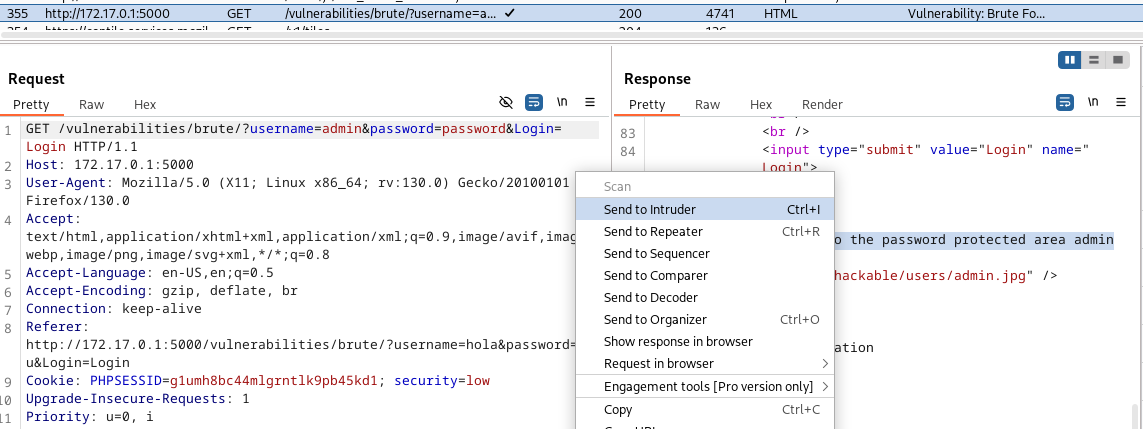 355 http://172.17.0.1:5000 GET /vulnerabilities/brute/?username=a... ✓ 200 4741 HTML Vulnerability: Brute Fo...
Request
Response
Pretty Raw Hex \n
Pretty Raw Hex Render \n
1 GET /vulnerabilities/brute/?username=admin&password=password&Login=
Login HTTP/1.1
2 Host: 172.17.0.1:5000
3 User-Agent: Mozilla/5.0 (X11; Linux x86_64; rv:130.0) Gecko/20100101
Firefox/130.0
4 Accept:
text/html,application/xhtml+xml,application/xml;q=0.9,image/avif,imag
webp,image/png,image/svg+xml,*/*;q=0.8
5 Accept-Language: en-US,en;q=0.5
6 Accept-Encoding: gzip, deflate, br
7 Connection: keep-alive
8 Referer:
http://172.17.0.1:5000/vulnerabilities/brute/?username=hola&password=
u&Login=Login
9 Cookie: PHPSESSID=g1umh8bc44mlgrntlk9pb45kd1; security=low
10 Upgrade-Insecure-Requests: 1
11 Priority: u=0, i
83 <br />
84 <input type="submit" value="Login" name="
Login">
o the password protected area admin
hackable/users/admin.jpg" />
ation
Scan
Send to Intruder Ctrl+I
Send to Repeater Ctrl+R
Send to Sequencer
Send to Comparer
Send to Decoder
Send to Organizer Ctrl+O
Show response in browser
Request in browser
Engagement tools [Pro version only]
Copy Ctrl+C